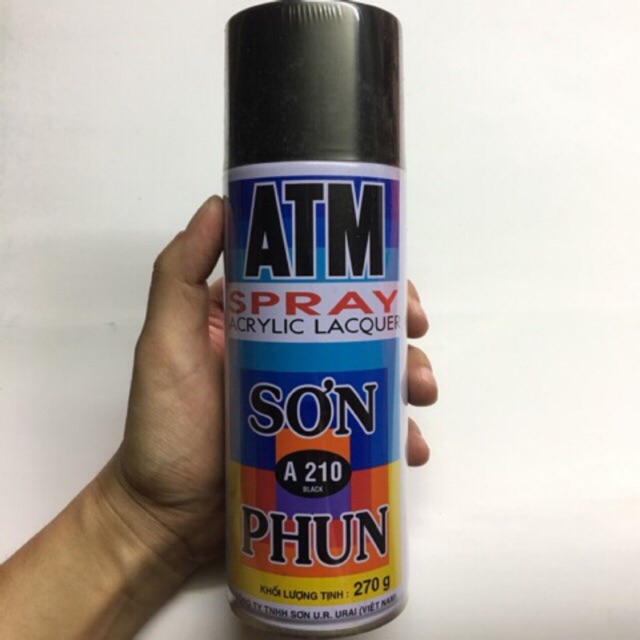 ATM
SPRAY
ACRYLIC LACQUER
SƠN
A 210
BLACK
PHUN
KHỐI LƯỢNG TỊNH : 270 g
CÔNG TY TNHH SƠN U.R. URAI (VIỆT NAM)